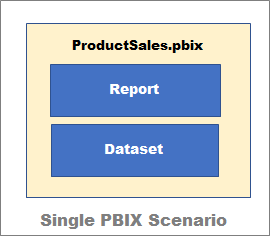 ProductSales.pbix
Report
Dataset
Single PBIX Scenario